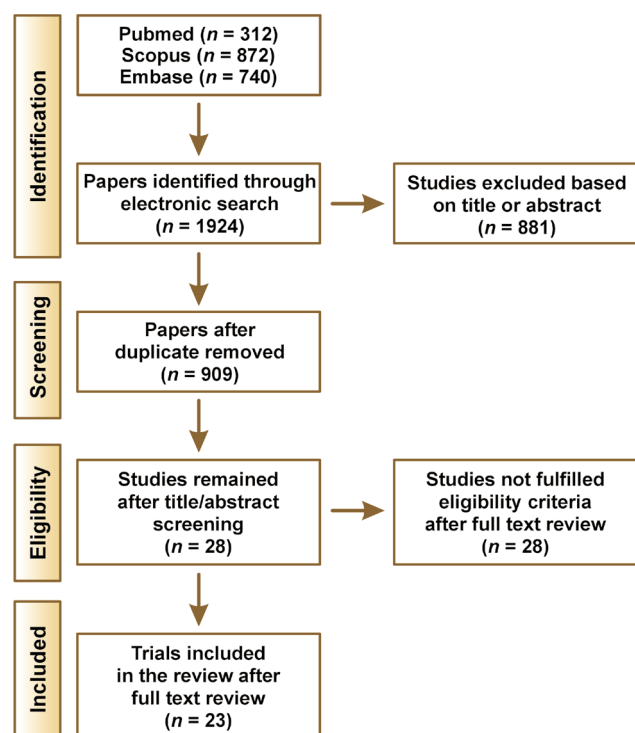 Identification
Pubmed (n = 312)
Scopus (n = 872)
Embase (n = 740)
Papers identified through
electronic search
(n = 1924)
Studies excluded based
on title or abstract
(n = 881)
Screening
Papers after
duplicate removed
(n = 909)
Eligibility
Studies remained
after title/abstract
screening
(n = 28)
Studies not fulfilled
eligibility criteria
after full text review
(n = 28)
Included
Trials included
in the review after
full text review
(n = 23)